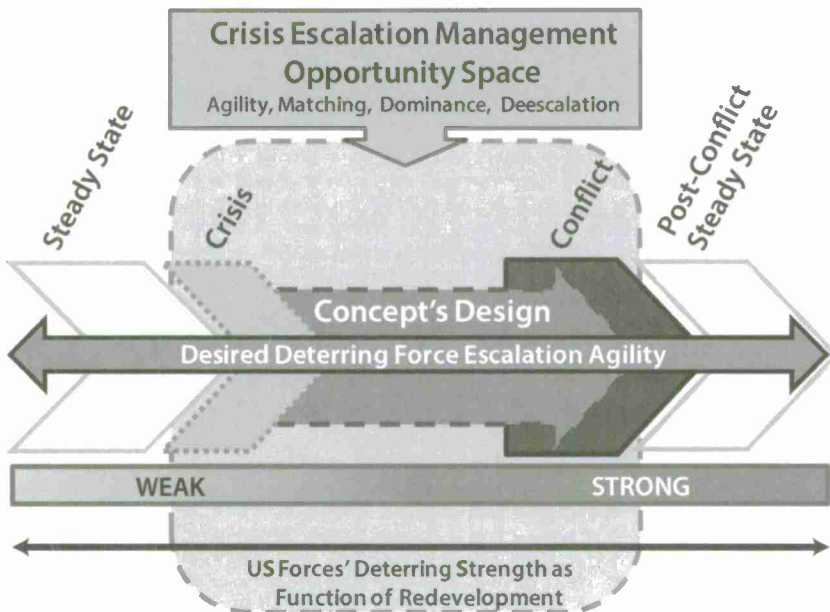 Crisis Escalation Management
Opportunity Space
Agility, Matching, Dominance, Deescalation
Steady State
Crisis
Conflict
Post-Conflict
Steady State
Concept's Design
Desired Deterring Force Escalation Agility
WEAK
STRONG
US Forces' Deterring Strength as
Function of Redevelopment